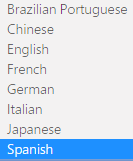 Brazilian Portuguese
Chinese
English
French
German
Italian
Japanese
Spanish